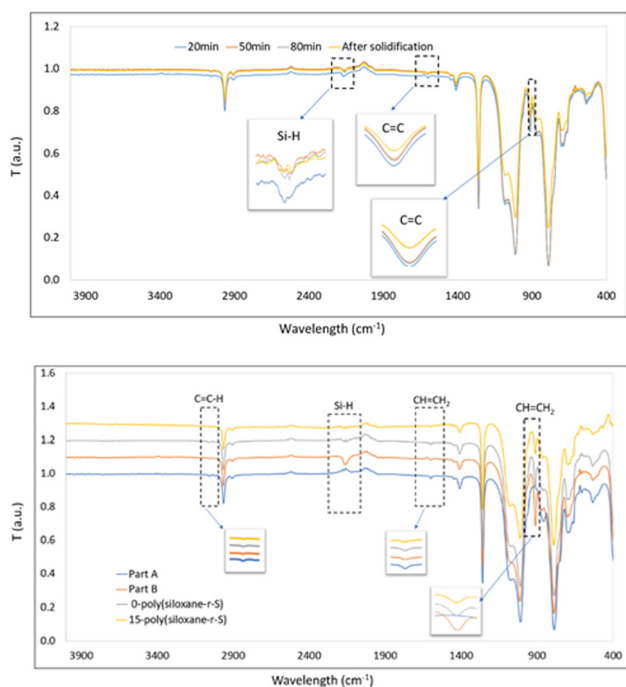 1.2
20min 50min 80min After solidification
1.0
Si-H
C=C
0.8
T (a.u.)
0.6
C=C
0.4
0.2
0.0
3900 3400 2900 2400 1900 1400 900 400
Wavelength (cm⁻¹)
1.6
C=C-H
Si-H
CH=CH₂
CH=CH₂
1.4
1.2
1.0
0.8
T (a.u.)
0.6
Part A
Part B
0.4
0-poly(siloxane-r-S)
0.2
15-poly(siloxane-r-S)
0.0
3900 3400 2900 2400 1900 1400 900 400
Wavelength (cm⁻¹)